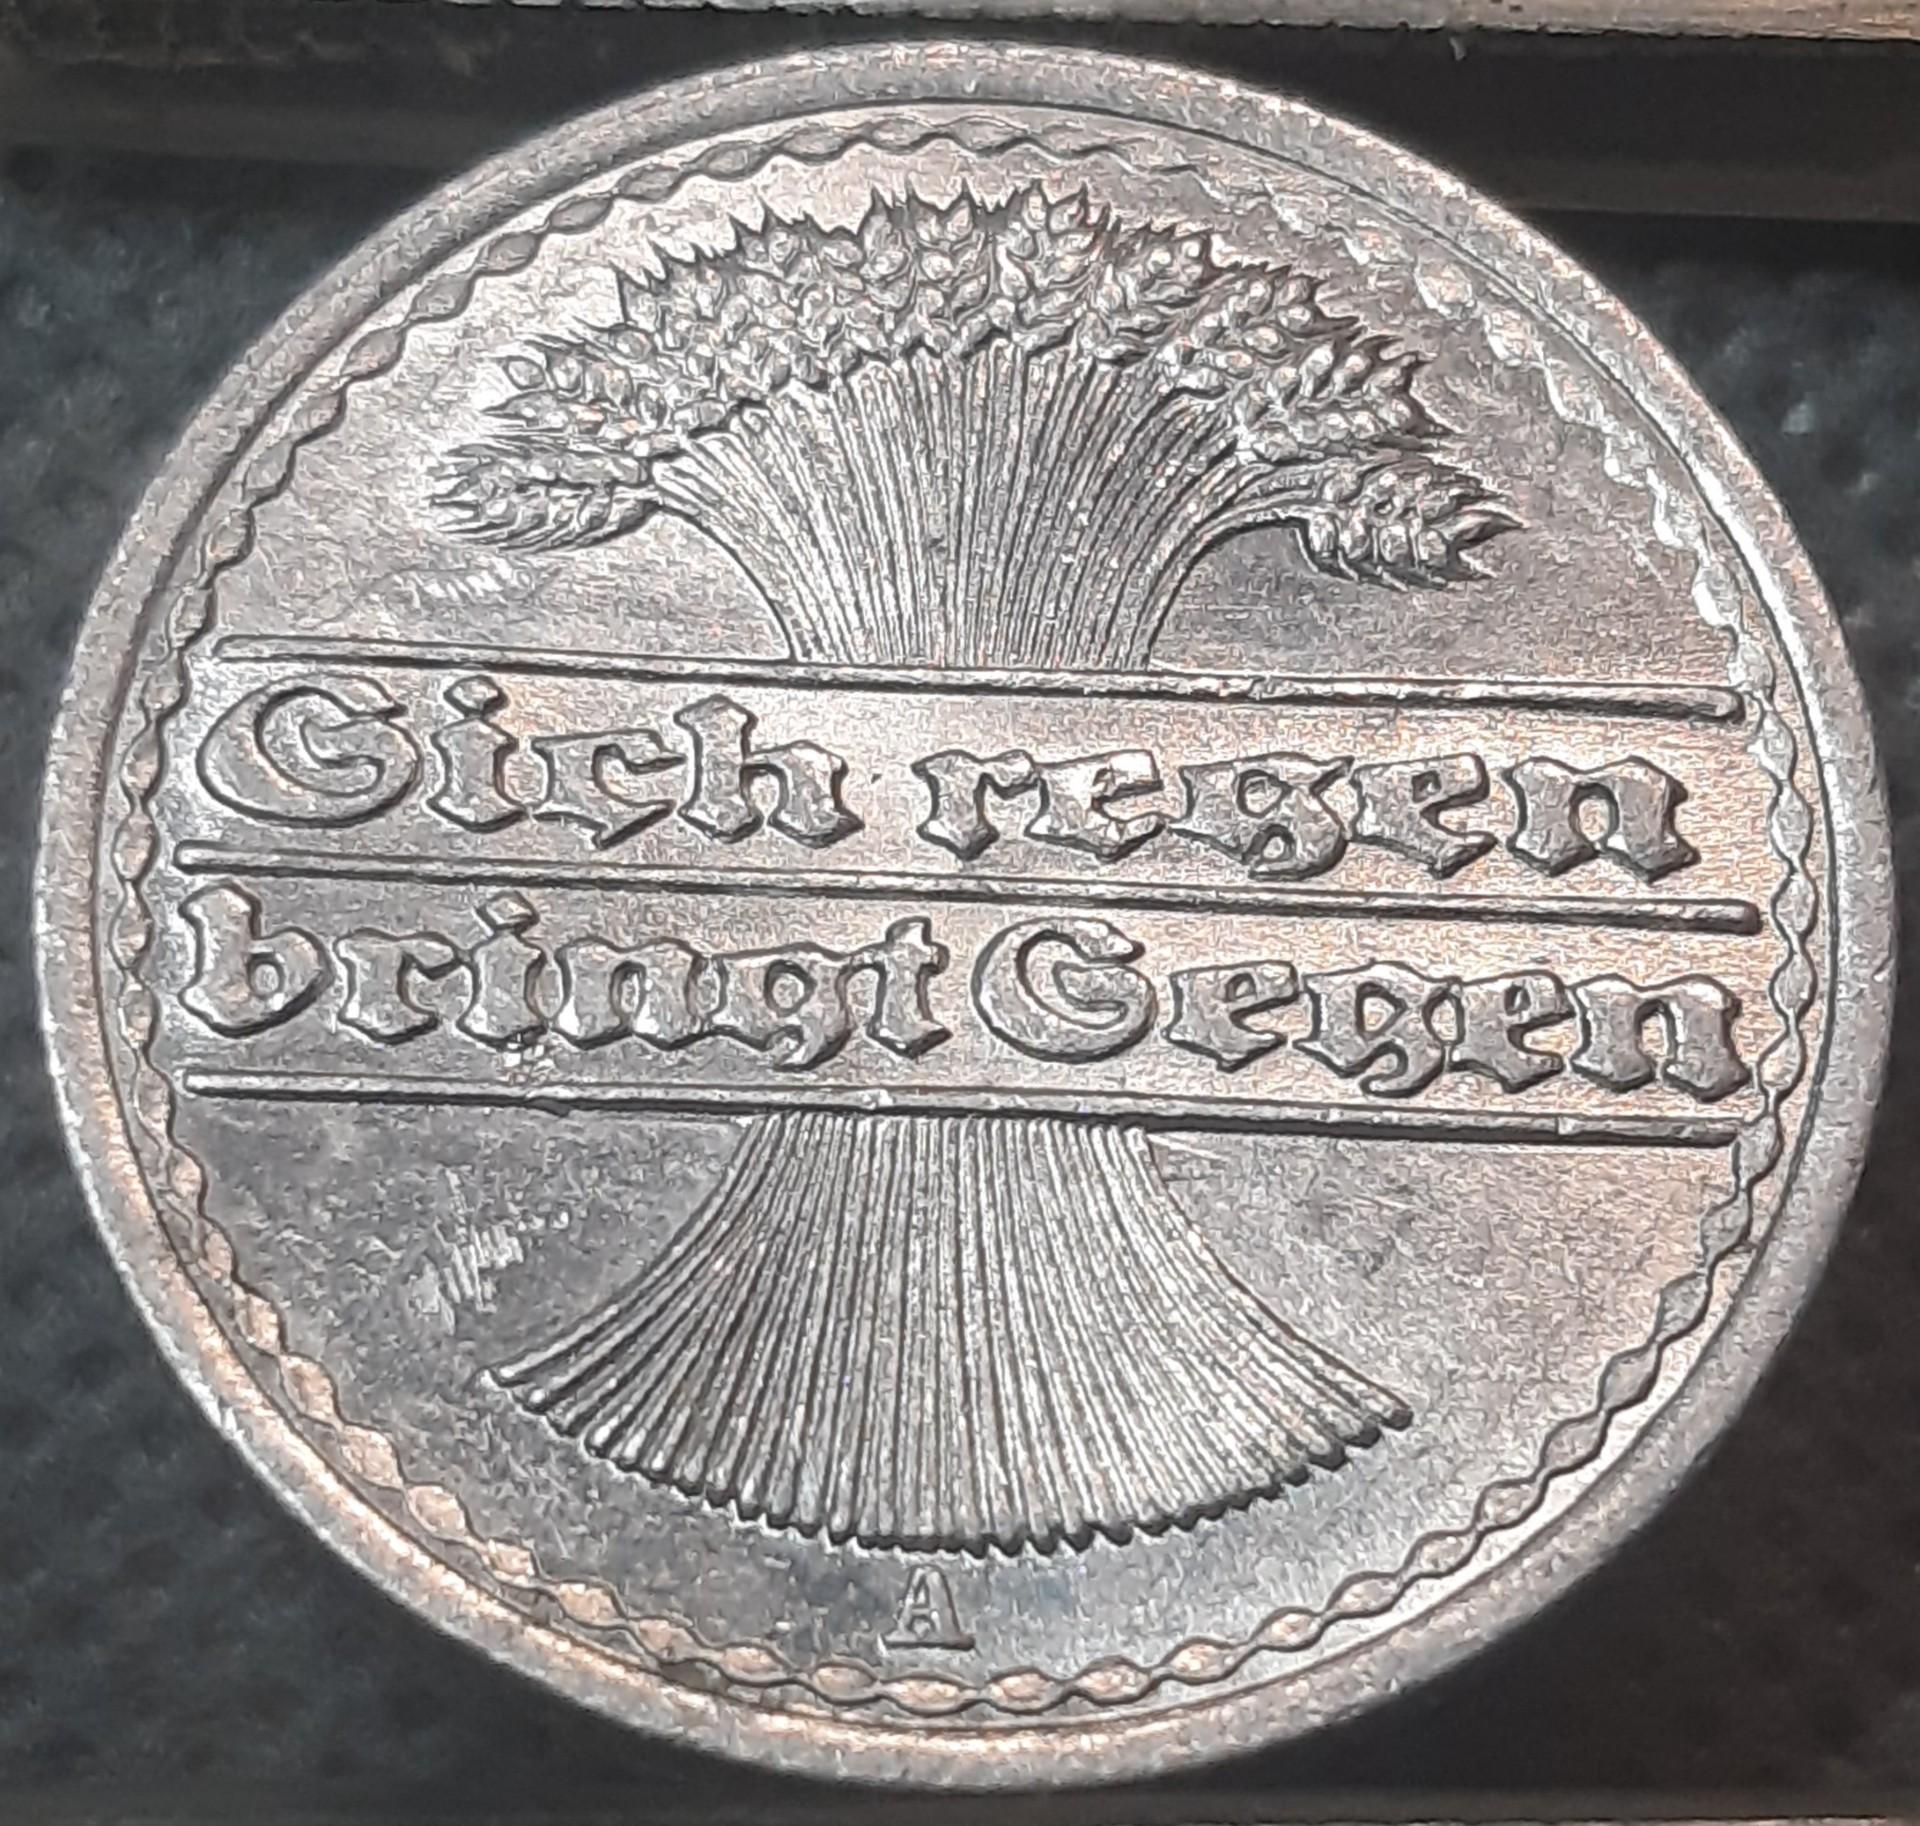 Sich regen
bringt Segen
A